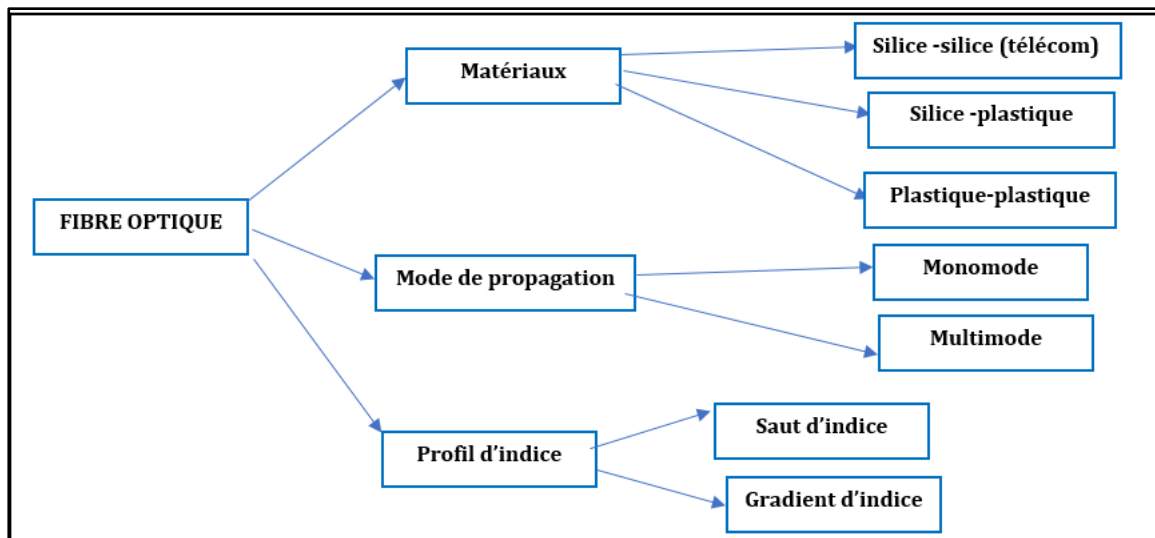 Silice -silice (télécom)
Matériaux
Silice -plastique
Plastique-plastique
FIBRE OPTIQUE
Mode de propagation
Monomode
Multimode
Profil d’indice
Saut d’indice
Gradient d’indice